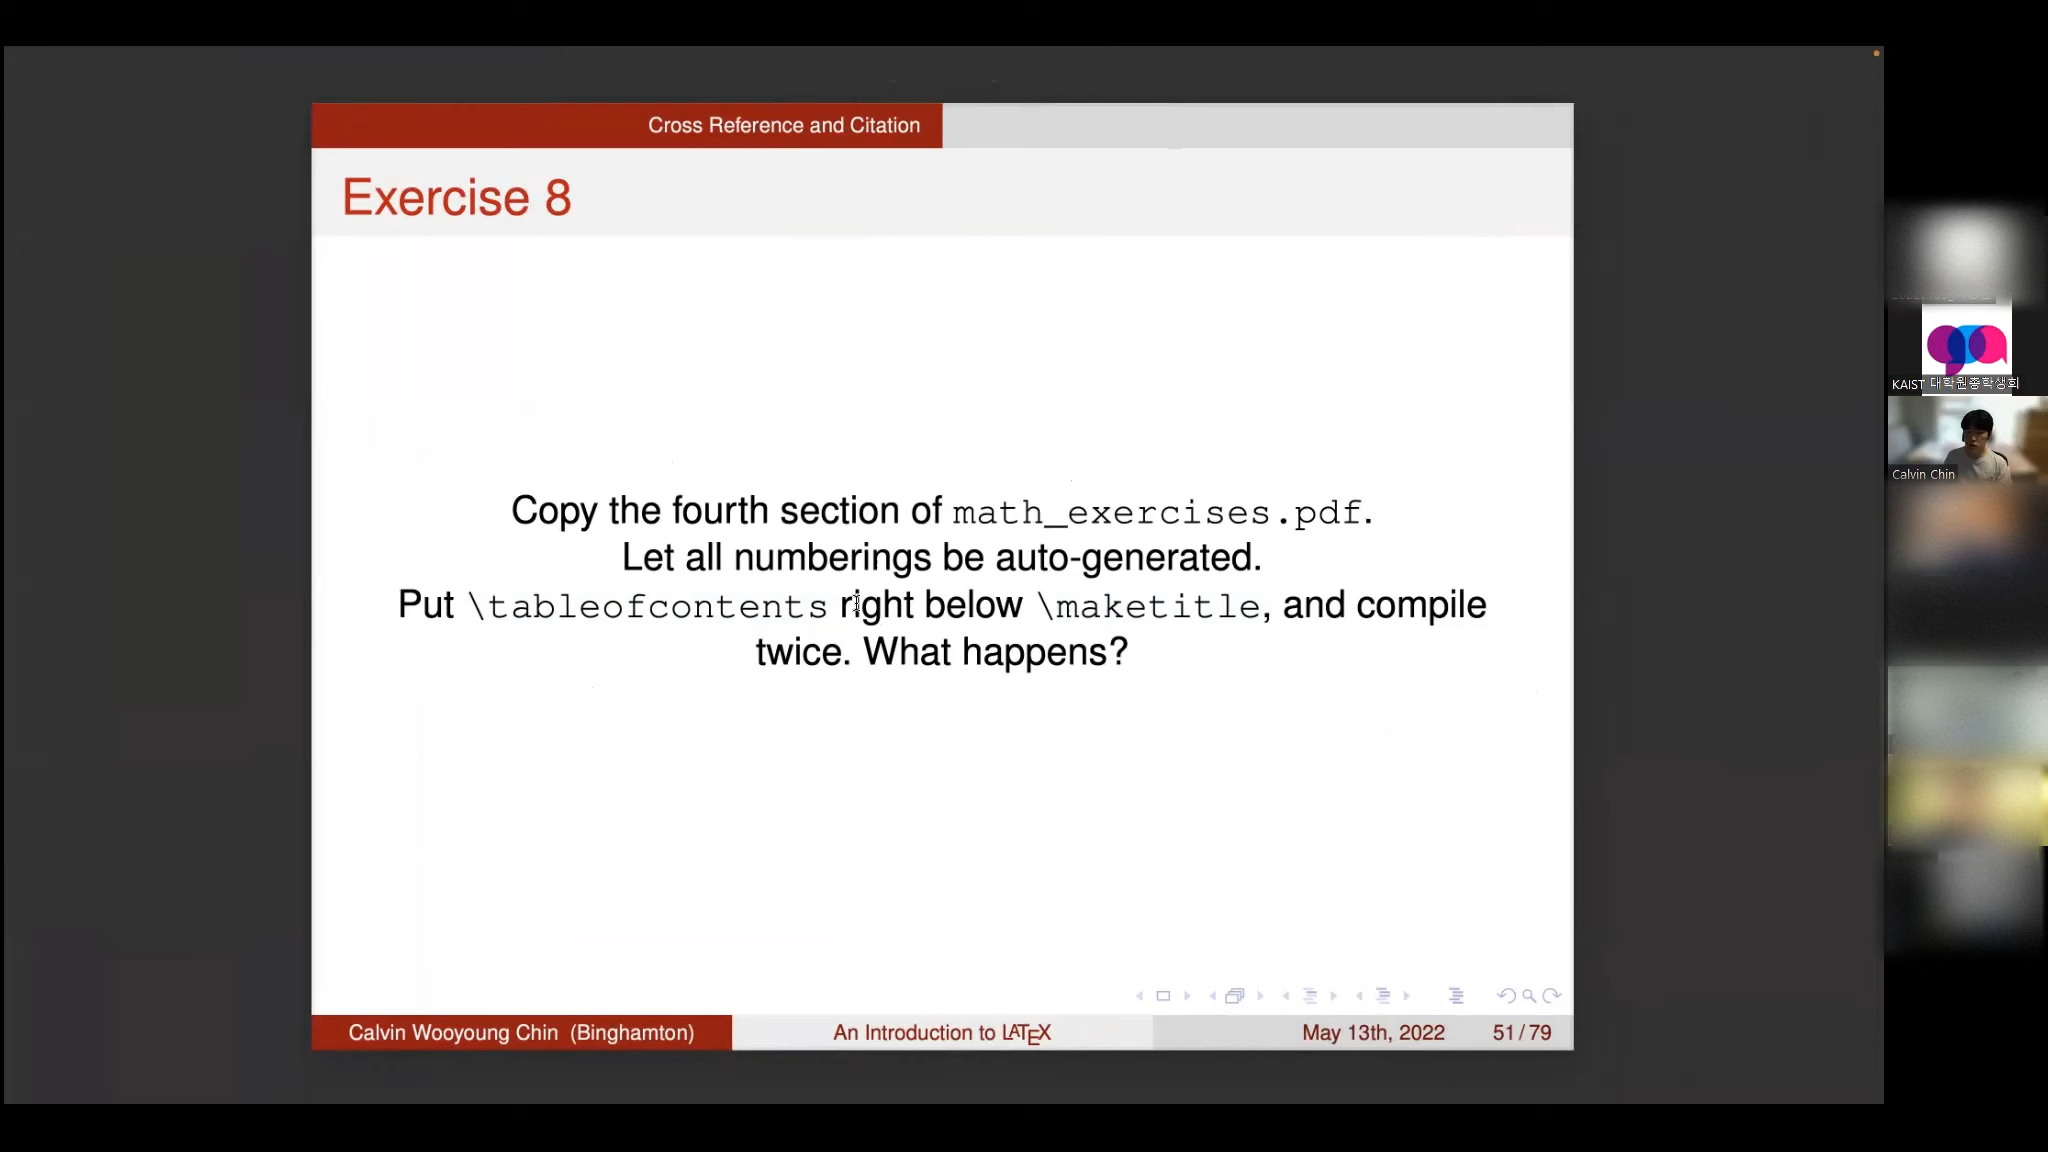 Cross Reference and Citation
Exercise 8
Copy the fourth section of math_exercises.pdf.
Let all numberings be auto-generated.
Put \tableofcontents right below \maketitle, and compile
twice. What happens?
Calvin Wooyoung Chin (Binghamton)
An Introduction to LATEX
May 13th, 2022
51 / 79
KAIST 대학원총학생회
Calvin Chin